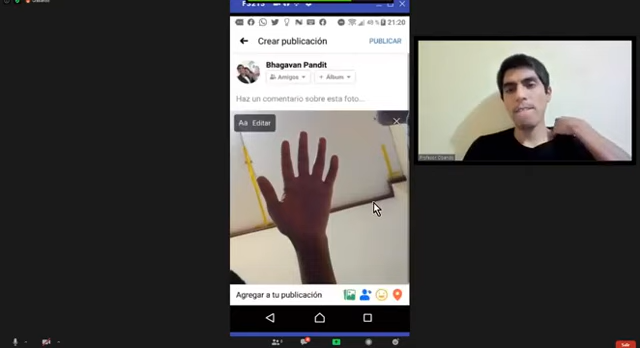 48 % 21:20
Crear publicación
PUBLICAR
Bhagavan Pandit
Amigos
+ Álbum
Haz un comentario sobre esta foto...
Aa Editar
Agregar a tu publicación